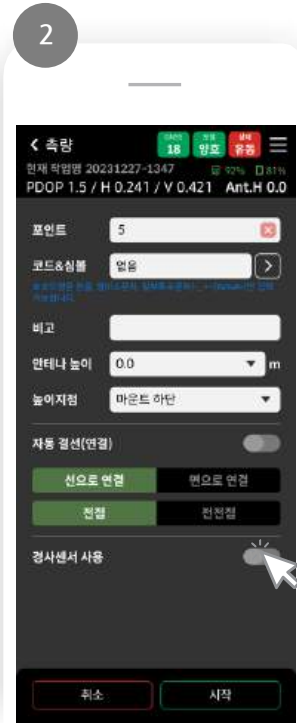 2
측량
18
양호
유동
현재 작업명 20231227-1347 92% 81%
PDOP 1.5 / H 0.241 / V 0.421 Ant.H 0.0
포인트 5
코드&심볼 없음
비고
안테나 높이 0.0 m
높이지점 마운트 하단
자동 결선(연결)
선으로 연결 면으로 연결
전점 전전점
경사센서 사용
취소 시작